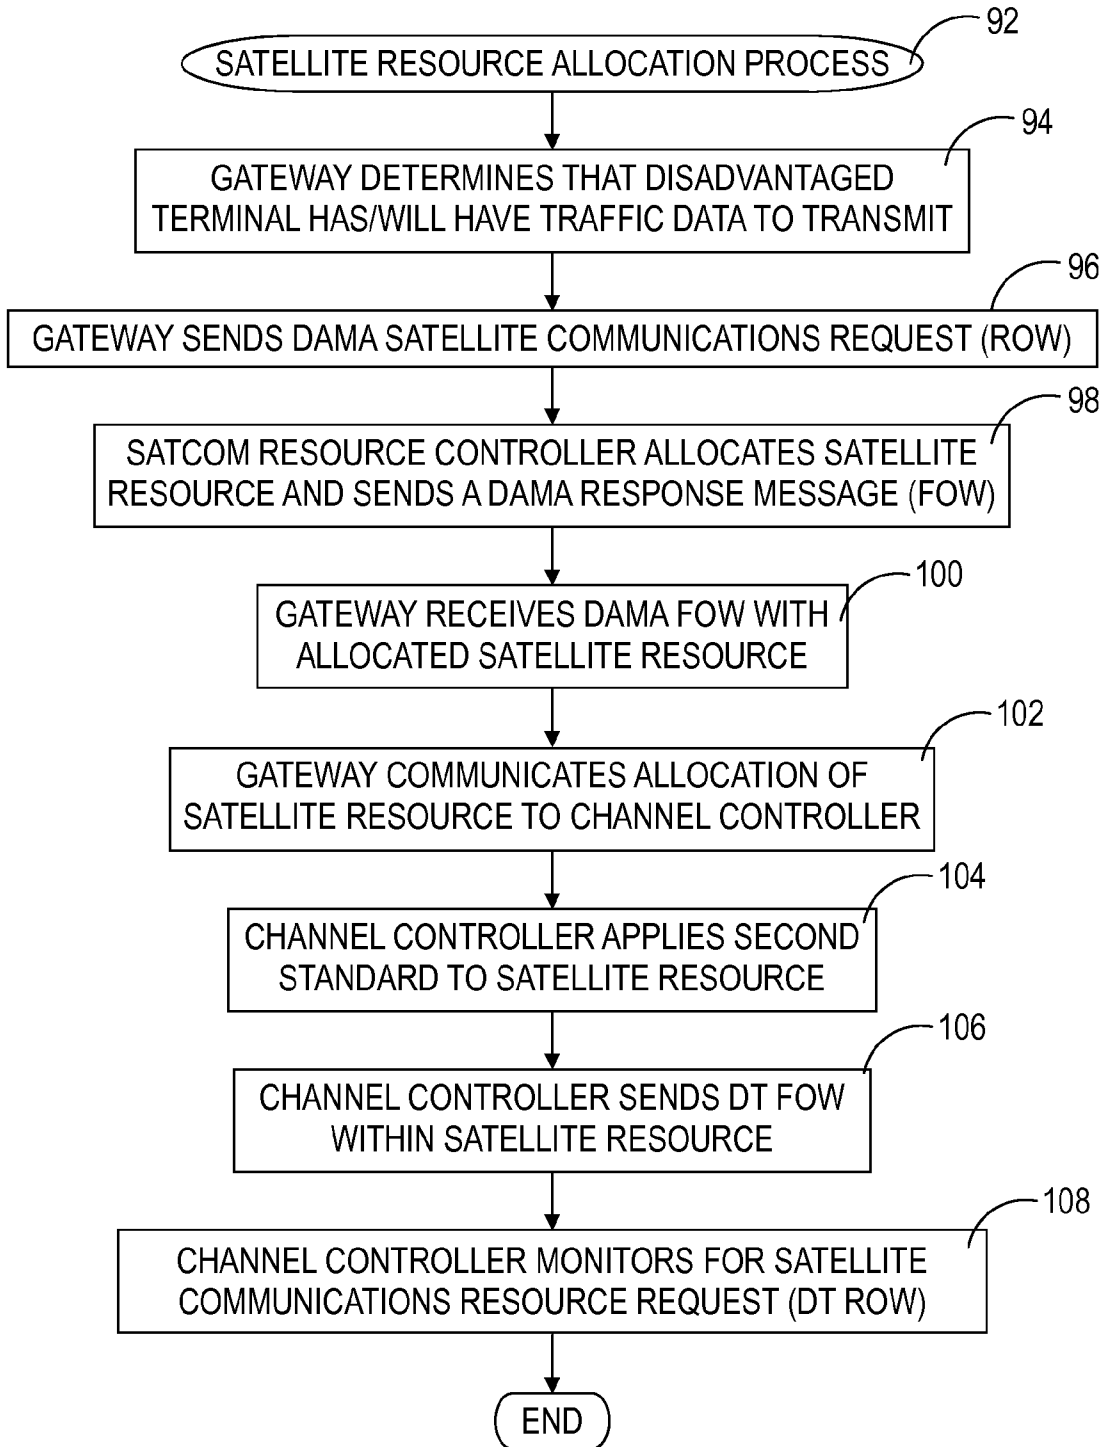 92
SATELLITE RESOURCE ALLOCATION PROCESS
94
GATEWAY DETERMINES THAT DISADVANTAGED
TERMINAL HAS/WILL HAVE TRAFFIC DATA TO TRANSMIT
96
GATEWAY SENDS DAMA SATELLITE COMMUNICATIONS REQUEST (ROW)
98
SATCOM RESOURCE CONTROLLER ALLOCATES SATELLITE
RESOURCE AND SENDS A DAMA RESPONSE MESSAGE (FOW)
100
GATEWAY RECEIVES DAMA FOW WITH
ALLOCATED SATELLITE RESOURCE
102
GATEWAY COMMUNICATES ALLOCATION OF
SATELLITE RESOURCE TO CHANNEL CONTROLLER
104
CHANNEL CONTROLLER APPLIES SECOND
STANDARD TO SATELLITE RESOURCE
106
CHANNEL CONTROLLER SENDS DT FOW
WITHIN SATELLITE RESOURCE
108
CHANNEL CONTROLLER MONITORS FOR SATELLITE
COMMUNICATIONS RESOURCE REQUEST (DT ROW)
END